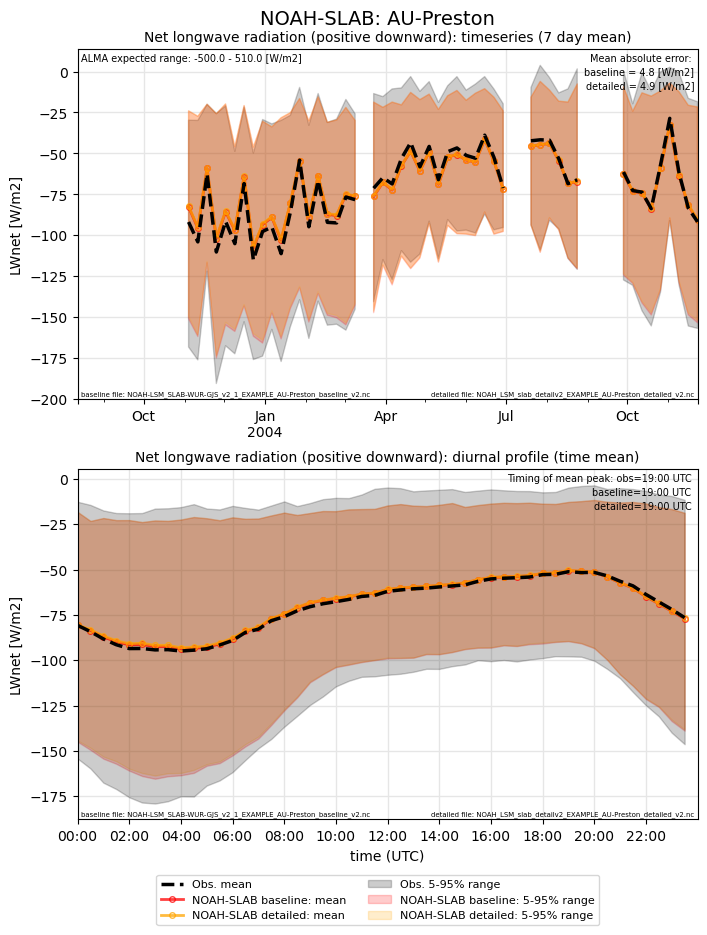 NOAH-SLAB: AU-Preston
Net longwave radiation (positive downward): timeseries (7 day mean)
ALMA expected range: -500.0 - 510.0 [W/m2]
Mean absolute error:
baseline = 4.8 [W/m2]
detailed = 4.9 [W/m2]
LWnet [W/m2]
0
−25
−50
−75
−100
−125
−150
−175
−200
baseline file: NOAH-LSM_SLAB-WUR-GJS_v2_1_EXAMPLE_AU-Preston_baseline_v2.nc
detailed file: NOAH_LSM_slab_detailv2_EXAMPLE_AU-Preston_detailed_v2.nc
Oct Jan Apr Jul Oct
2004
Net longwave radiation (positive downward): diurnal profile (time mean)
Timing of mean peak: obs=19:00 UTC
baseline=19:00 UTC
detailed=19:00 UTC
LWnet [W/m2]
0
−25
−50
−75
−100
−125
−150
−175
baseline file: NOAH-LSM_SLAB-WUR-GJS_v2_1_EXAMPLE_AU-Preston_baseline_v2.nc
detailed file: NOAH_LSM_slab_detailv2_EXAMPLE_AU-Preston_detailed_v2.nc
00:00 02:00 04:00 06:00 08:00 10:00 12:00 14:00 16:00 18:00 20:00 22:00
time (UTC)
Obs. mean
NOAH-SLAB baseline: mean
NOAH-SLAB detailed: mean
Obs. 5-95% range
NOAH-SLAB baseline: 5-95% range
NOAH-SLAB detailed: 5-95% range